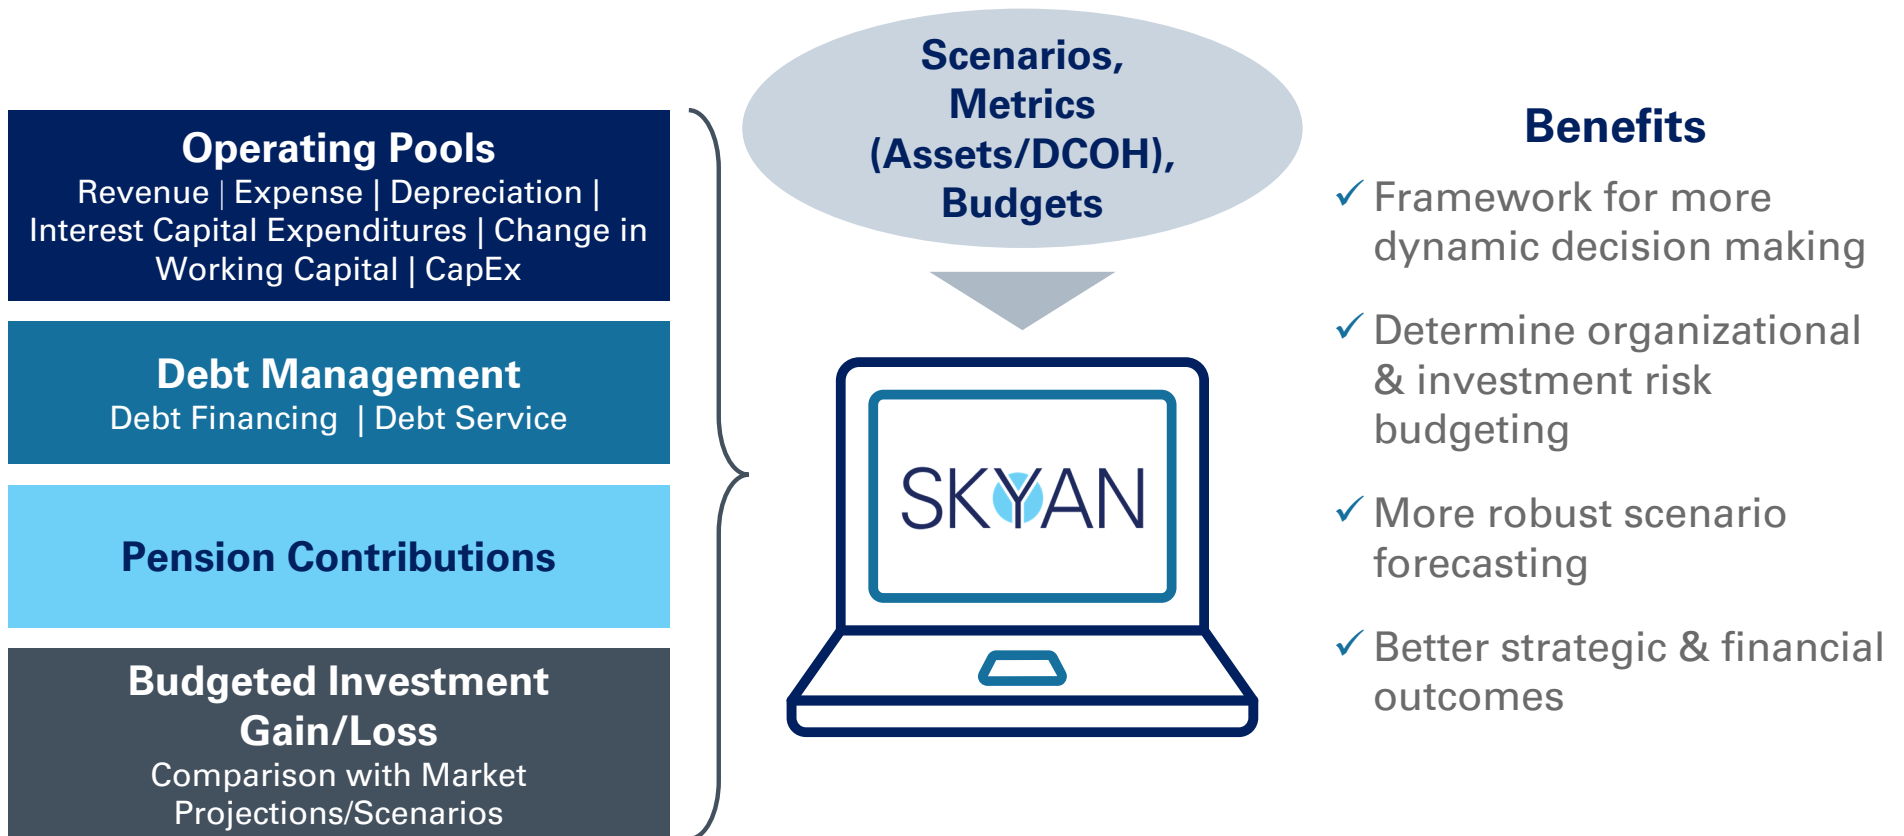 Operating Pools
Revenue | Expense | Depreciation |
Interest Capital Expenditures | Change in
Working Capital | CapEx
Debt Management
Debt Financing | Debt Service
Pension Contributions
Budgeted Investment
Gain/Loss
Comparison with Market
Projections/Scenarios
Scenarios,
Metrics
(Assets/DCOH),
Budgets
SKYAN
Benefits
✓ Framework for more
dynamic decision making
✓ Determine organizational
& investment risk
budgeting
✓ More robust scenario
forecasting
✓ Better strategic & financial
outcomes